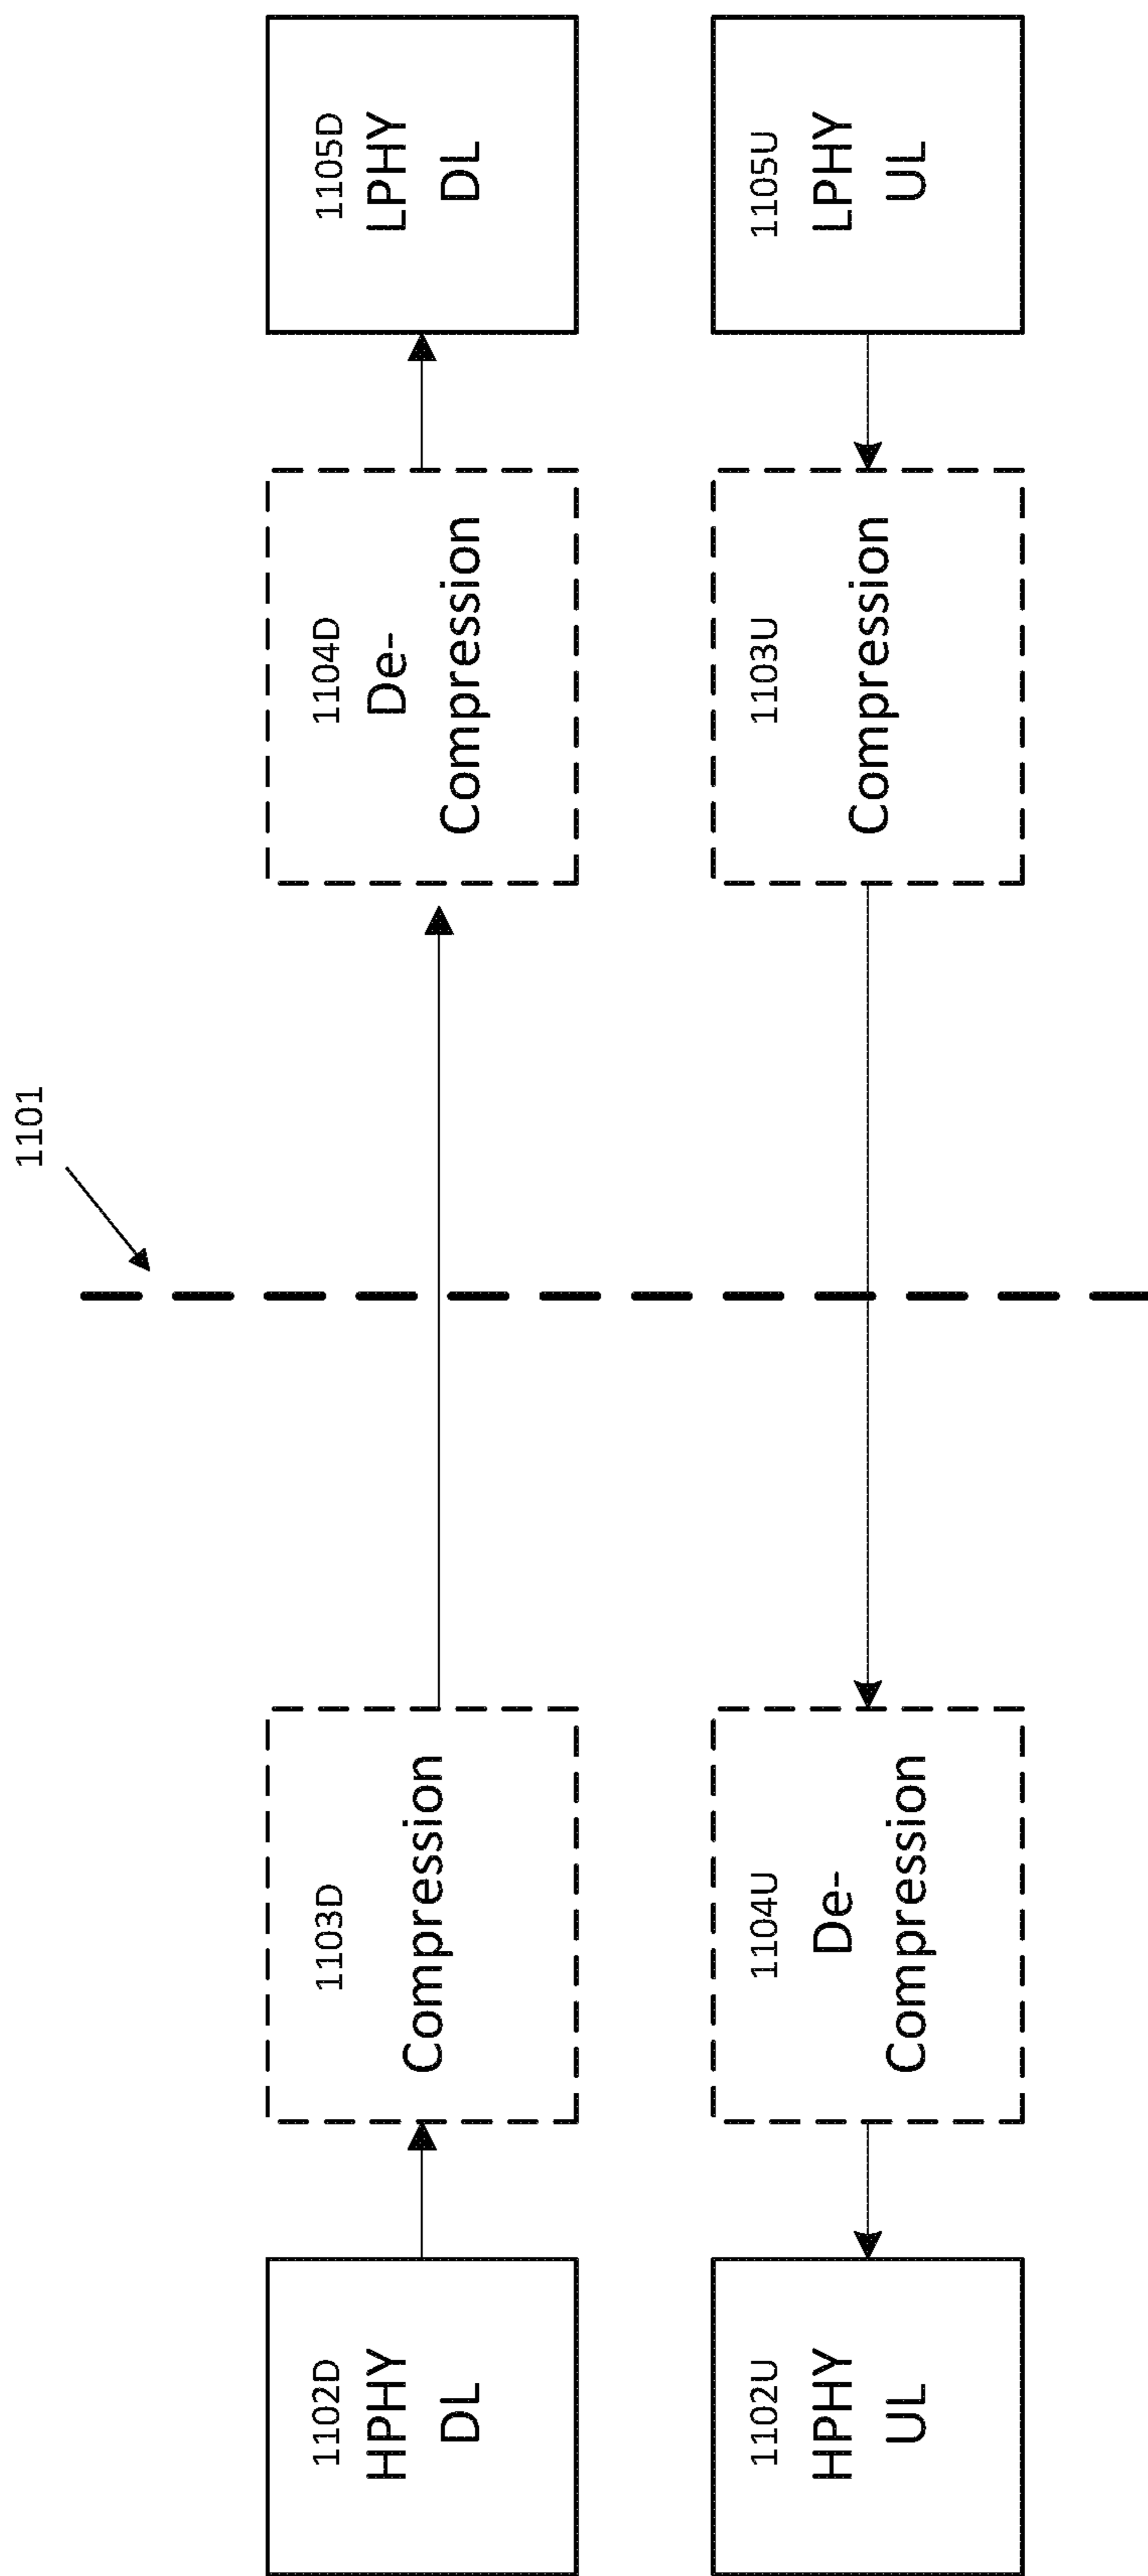 1101
1102D
HPHY
DL
1103D
Compression
1104D
De-
Compression
1105D
LPHY
DL
1102U
HPHY
UL
1104U
De-
Compression
1103U
Compression
1105U
LPHY
UL